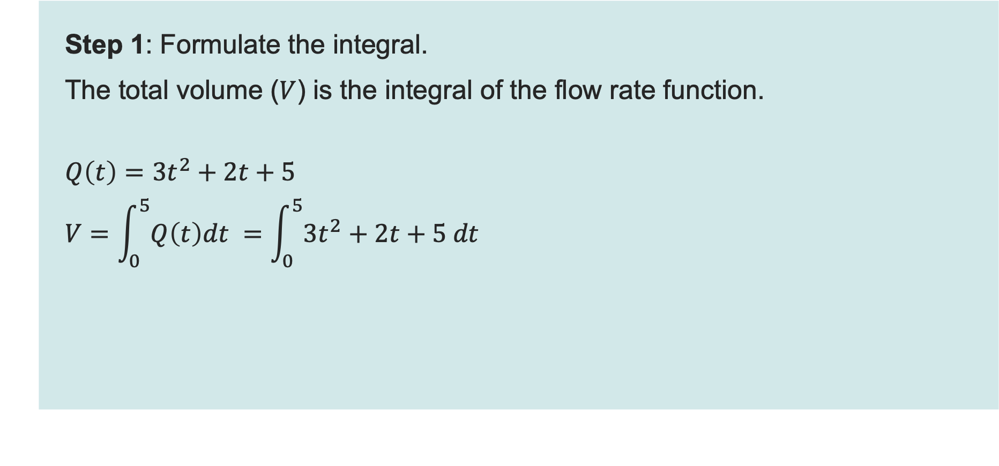 Step 1: Formulate the integral.
The total volume (V) is the integral of the flow rate function.
Q(t) = 3t² + 2t + 5
V = ∫₀⁵ Q(t)dt = ∫₀⁵ 3t² + 2t + 5 dt